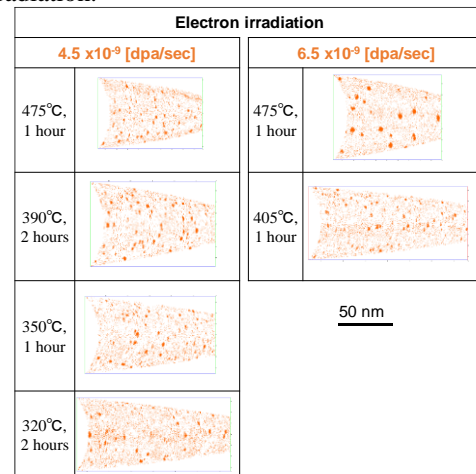 Electron irradiation
4.5 x10⁻⁹ [dpa/sec]
6.5 x10⁻⁹ [dpa/sec]
475℃,
1 hour
475℃,
1 hour
390℃,
2 hours
405℃,
1 hour
350℃,
1 hour
50 nm
320℃,
2 hours